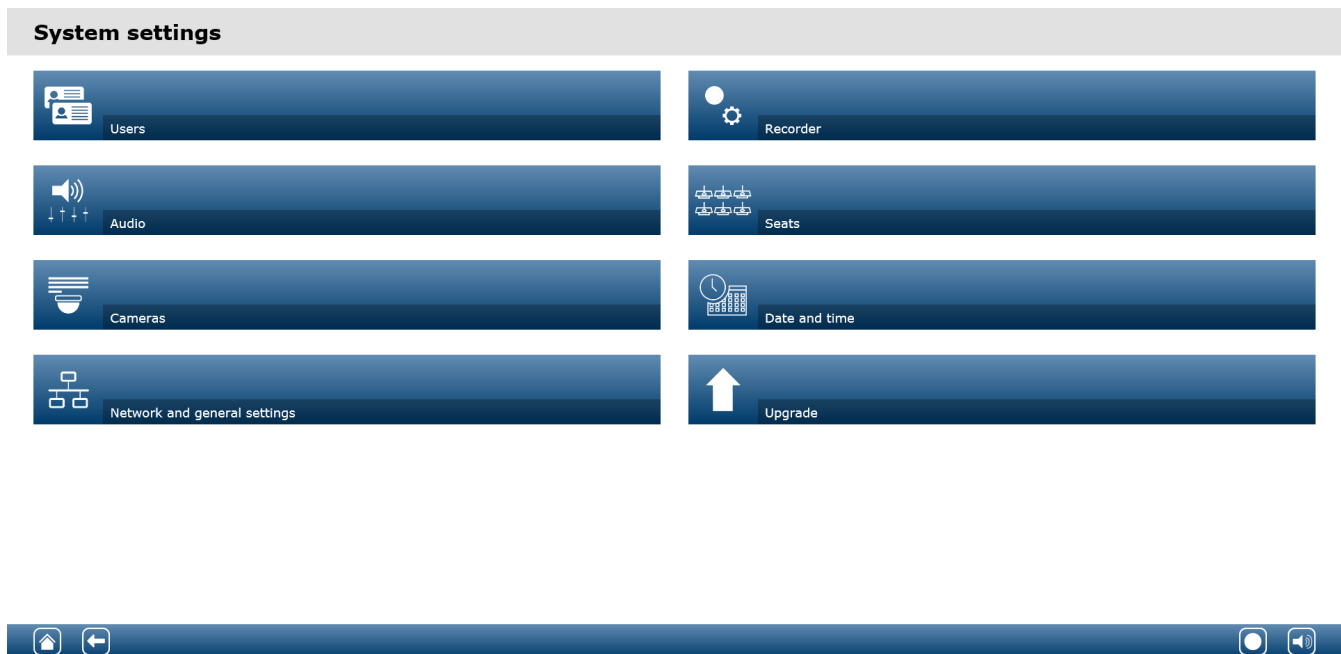 System settings
Users
Recorder
Audio
Seats
Cameras
Date and time
Network and general settings
Upgrade